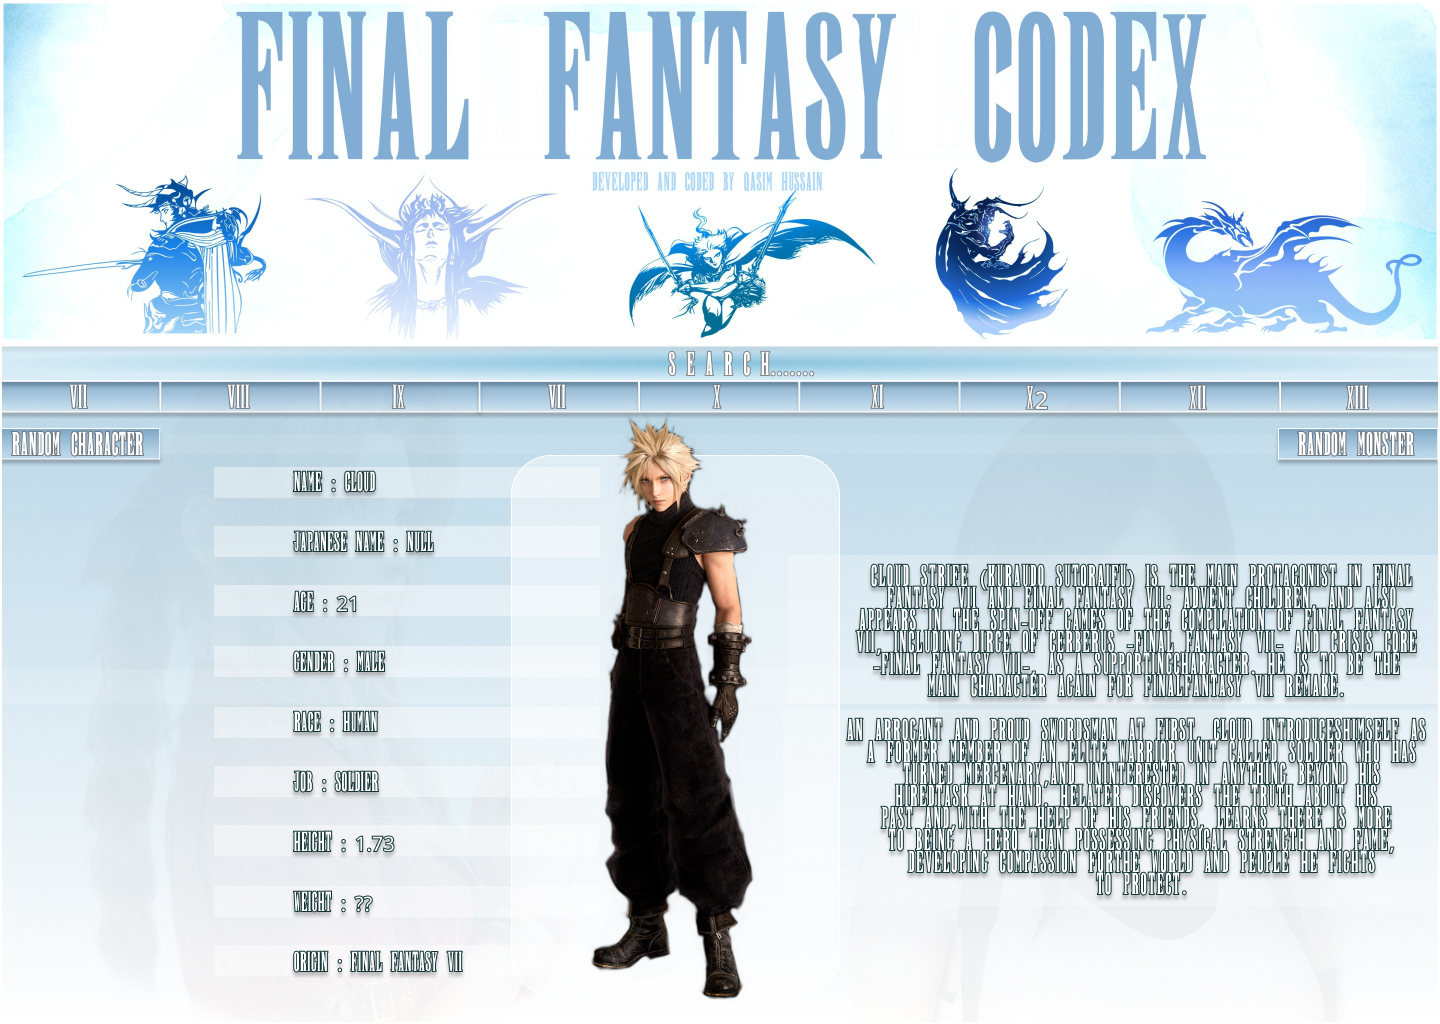 FINAL FANTASY CODEX
DEVELOPED AND CODED BY QASIM HUSSAIN
S E A R C H.......
VII VIII IX VII X XI X2 XII XIII
RANDOM CHARACTER
RANDOM MONSTER
NAME : CLOUD
JAPANESE NAME : NULL
AGE : 21
GENDER : MALE
RACE : HUMAN
JOB : SOLDIER
HEIGHT : 1.73
WEIGHT : ??
ORIGIN : FINAL FANTASY VII
CLOUD STRIFE (KURAUDO SUTORAIFU) IS THE MAIN PROTAGONIST IN FINAL
FANTASY VII AND FINAL FANTASY VII: ADVENT CHILDREN, AND ALSO
APPEARS IN THE SPIN-OFF GAMES OF THE COMPILATION OF FINAL FANTASY
VII, INCLUDING DIRGE OF CERBERUS -FINAL FANTASY VII- AND CRISIS CORE
-FINAL FANTASY VII-, AS A SUPPORTINGCHARACTER. HE IS TO BE THE
MAIN CHARACTER AGAIN FOR FINALFANTASY VII REMAKE.
AN ARROGANT AND PROUD SWORDSMAN AT FIRST, CLOUD INTRODUCESHIMSELF AS
A FORMER MEMBER OF AN ELITE WARRIOR UNIT CALLED SOLDIER WHO HAS
TURNED MERCENARY,AND UNINTERESTED IN ANYTHING BEYOND HIS
HIREDTASK AT HAND. HELATER DISCOVERS THE TRUTH ABOUT HIS
PAST AND,WITH THE HELP OF HIS FRIENDS, LEARNS THERE IS MORE
TO BEING A HERO THAN POSSESSING PHYSICAL STRENGTH AND FAME,
DEVELOPING COMPASSION FORTHE WORLD AND PEOPLE HE FIGHTS
TO PROTECT.